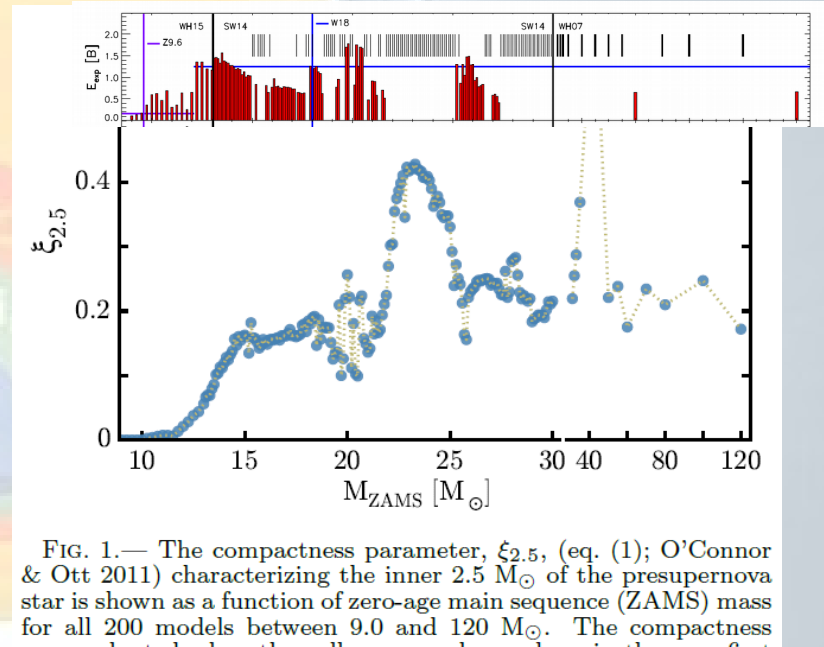 WH15 SW14 W18 SW14 WH07
Z9.6
E_exp [B]
2.0
1.5
1.0
0.5
0.0
ξ2.5
0.4
0.2
0
10 15 20 25 30 40 80 120
M_ZAMS [M⊙]
FIG. 1.— The compactness parameter, ξ2.5, (eq. (1); O'Connor
& Ott 2011) characterizing the inner 2.5 M⊙ of the presupernova
star is shown as a function of zero-age main sequence (ZAMS) mass
for all 200 models between 9.0 and 120 M⊙. The compactness